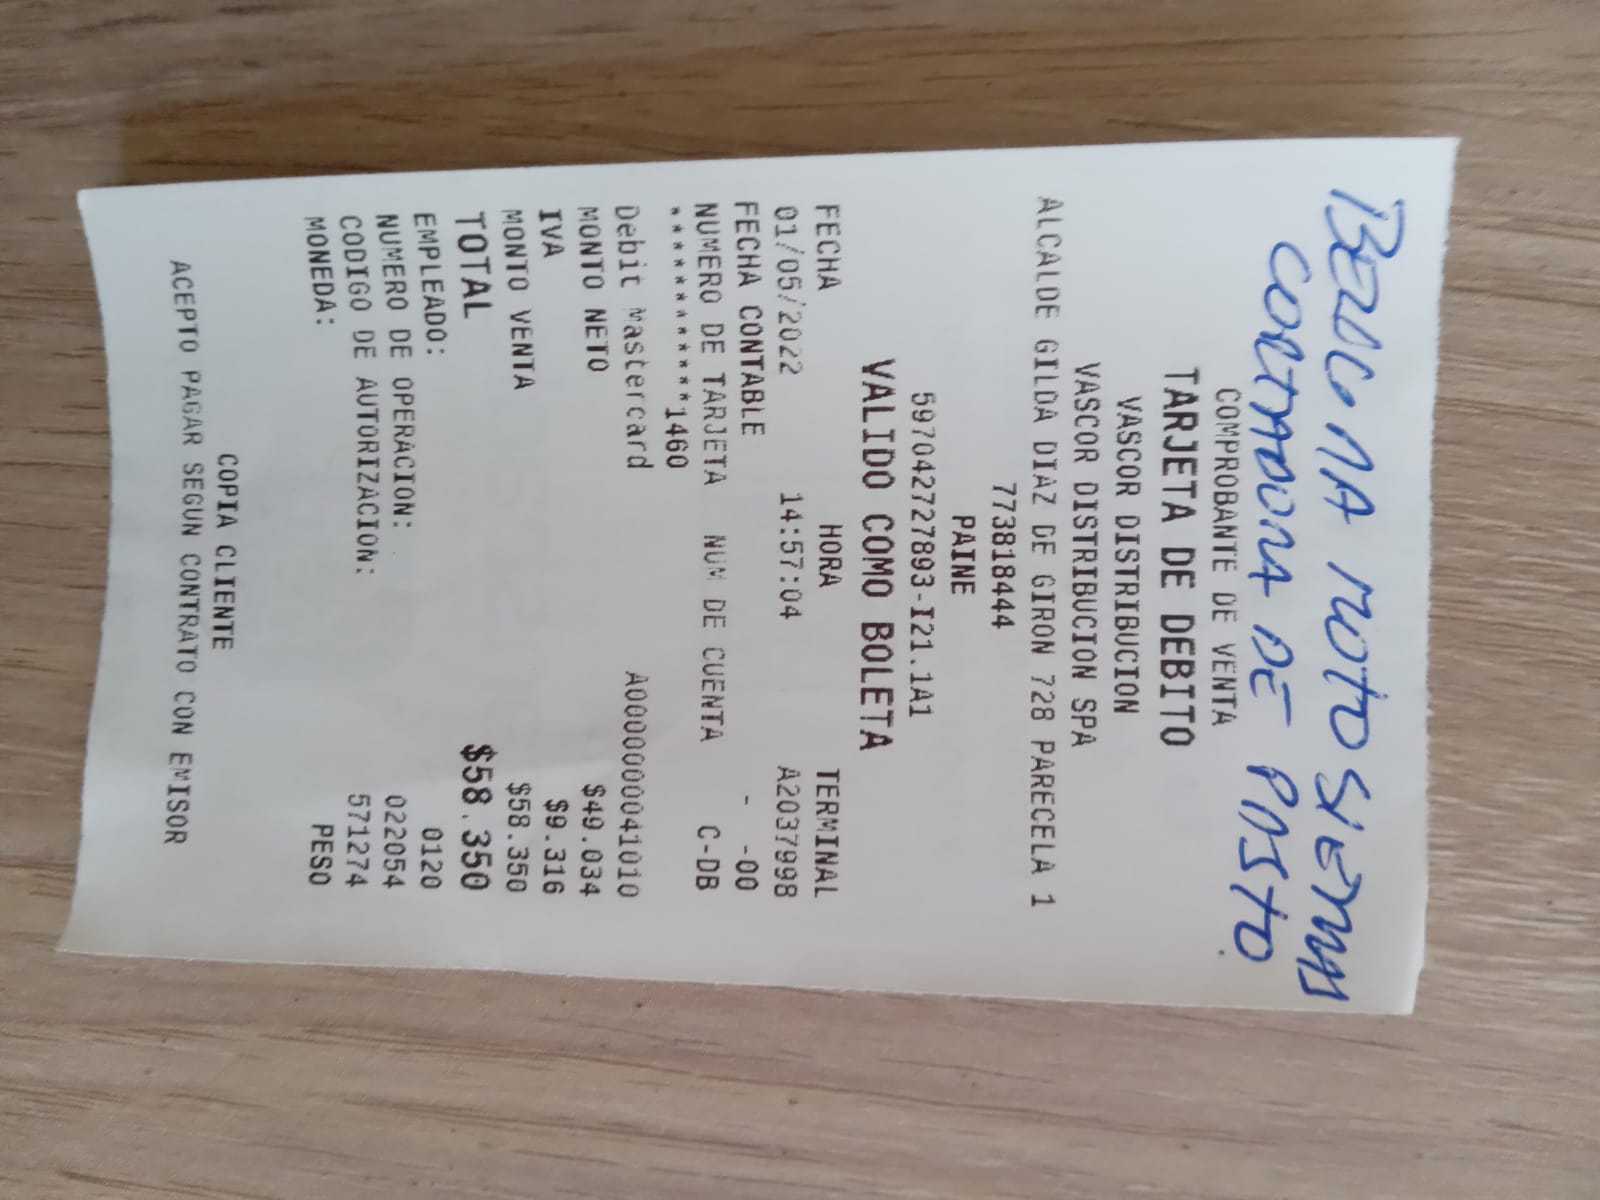 BENCINA MOTO SIERRAS
CORTADORA DE PASTO.
COMPROBANTE DE VENTA
TARJETA DE DEBITO
VASCOR DISTRIBUCION
VASCOR DISTRIBUCION SPA
ALCALDE GILDA DIAZ DE GIRON 728 PARECELA 1
773818444
PAINE
597042727893-I21.1A1
VALIDO COMO BOLETA
FECHA HORA TERMINAL
01/05/2022 14:57:04 A2037998
FECHA CONTABLE - -00
NUMERO DE TARJETA NUM DE CUENTA C-DB
************1460
Debit Mastercard A0000000041010
MONTO NETO $49.034
IVA $9.316
MONTO VENTA $58.350
TOTAL $58.350
EMPLEADO: 0120
NUMERO DE OPERACION: 022054
CODIGO DE AUTORIZACION: 571274
MONEDA: PESO
COPIA CLIENTE
ACEPTO PAGAR SEGUN CONTRATO CON EMISOR